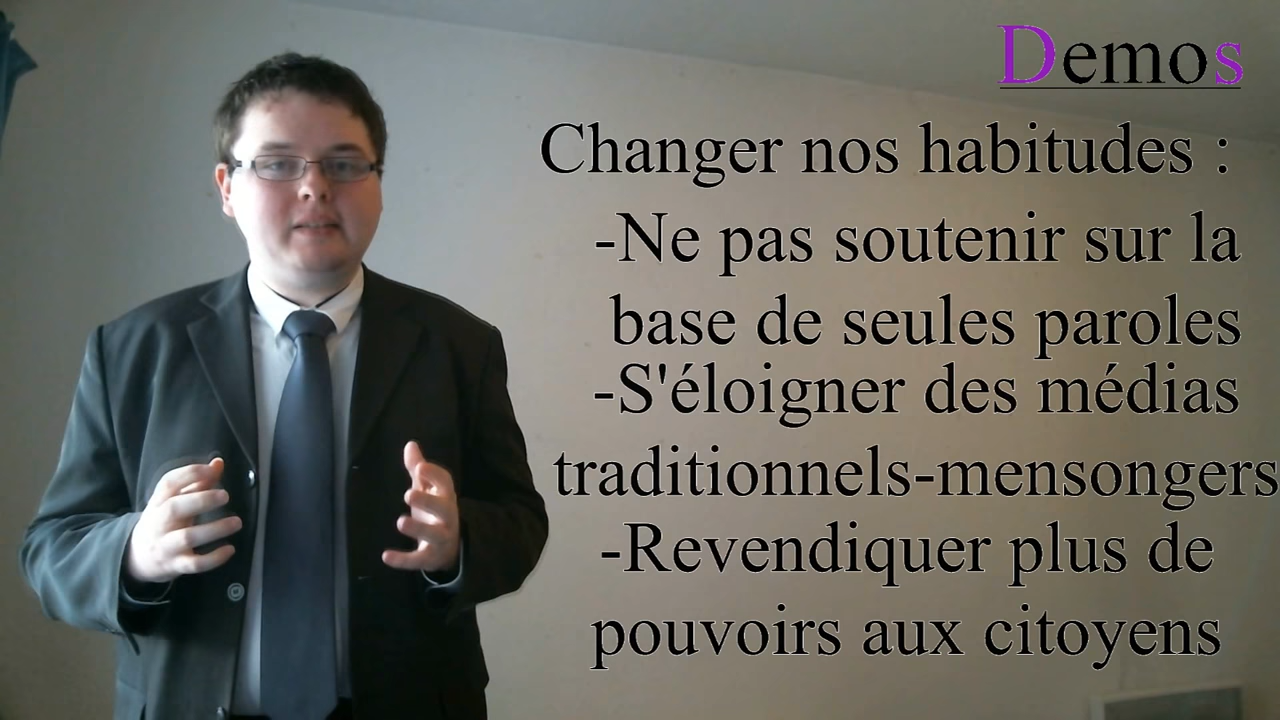 Demos
Changer nos habitudes :
-Ne pas soutenir sur la
base de seules paroles
-S'éloigner des médias
traditionnels-mensongers
-Revendiquer plus de
pouvoirs aux citoyens